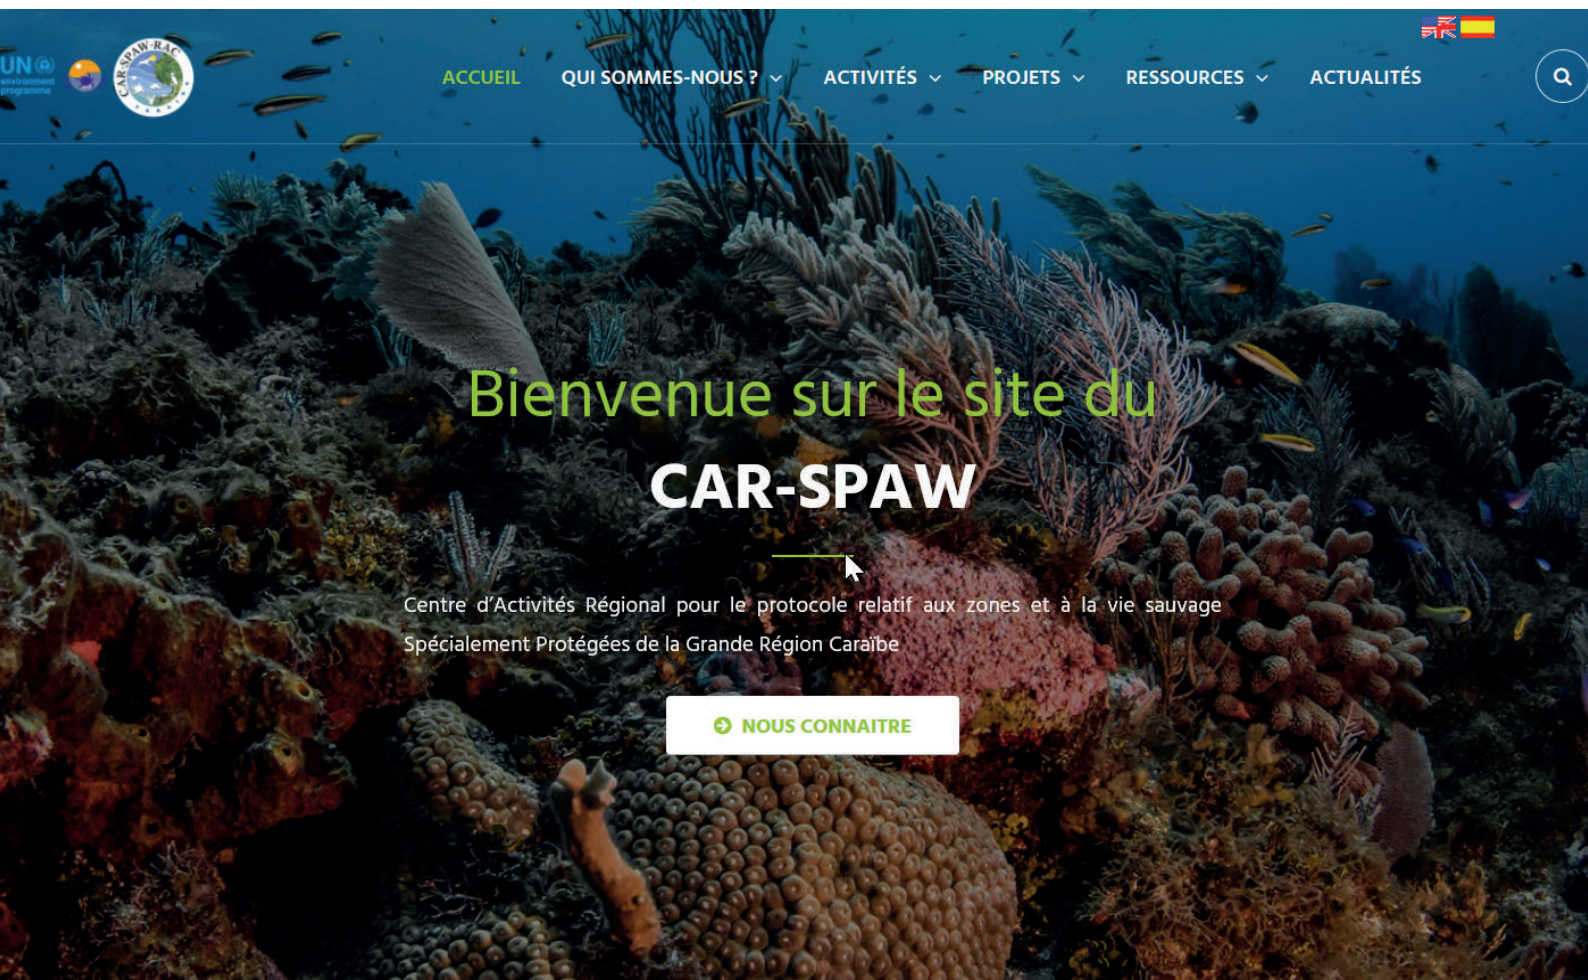 UN
environment
programme
CAR-SPAW-RAC
ACCUEIL
QUI SOMMES-NOUS ?
ACTIVITÉS
PROJETS
RESSOURCES
ACTUALITÉS
Bienvenue sur le site du
CAR-SPAW
Centre d’Activités Régional pour le protocole relatif aux zones et à la vie sauvage
Spécialement Protégées de la Grande Région Caraïbe
NOUS CONNAITRE